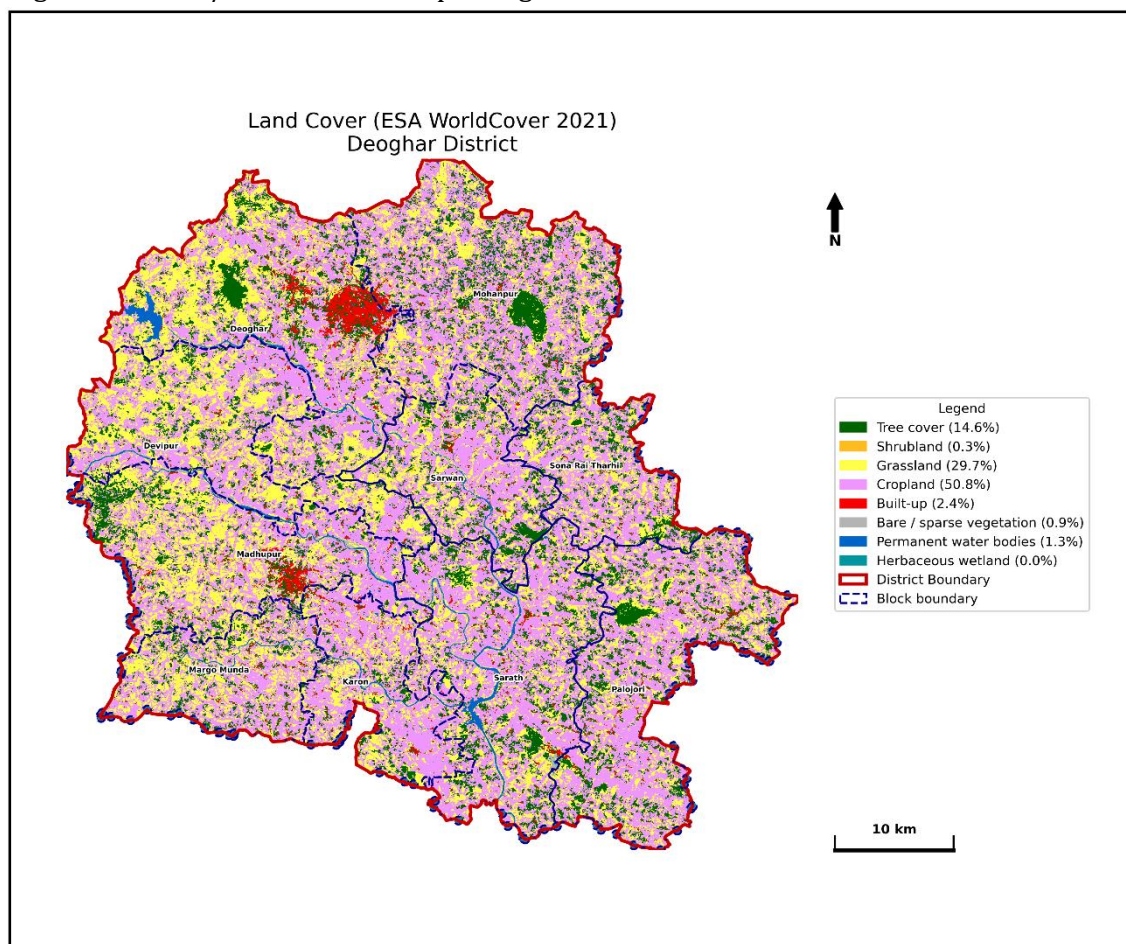 Land Cover (ESA WorldCover 2021)
Deoghar District
N
Mohanpur
Deoghar
Devipur
Sona Rai Tharhi
Sarwan
Madhupur
Margo Munda
Karon
Sarath
Palojori
Legend
Tree cover (14.6%)
Shrubland (0.3%)
Grassland (29.7%)
Cropland (50.8%)
Built-up (2.4%)
Bare / sparse vegetation (0.9%)
Permanent water bodies (1.3%)
Herbaceous wetland (0.0%)
District Boundary
Block boundary
10 km